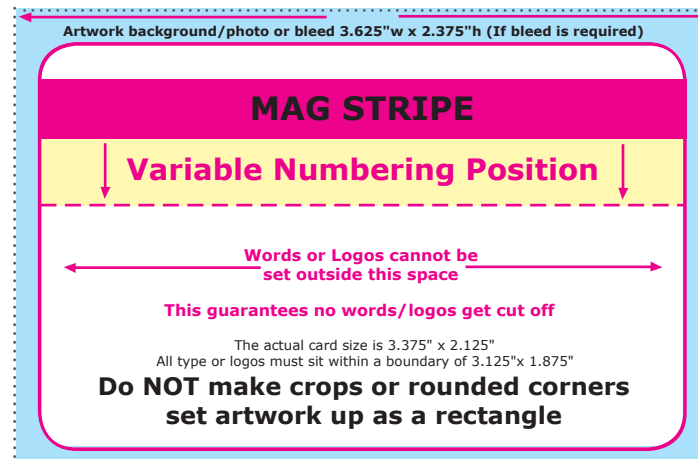 Artwork background/photo or bleed 3.625"w x 2.375"h (If bleed is required)
MAG STRIPE
Variable Numbering Position
Words or Logos cannot be
set outside this space
This guarantees no words/logos get cut off
The actual card size is 3.375" x 2.125"
All type or logos must sit within a boundary of 3.125"x 1.875"
Do NOT make crops or rounded corners
set artwork up as a rectangle